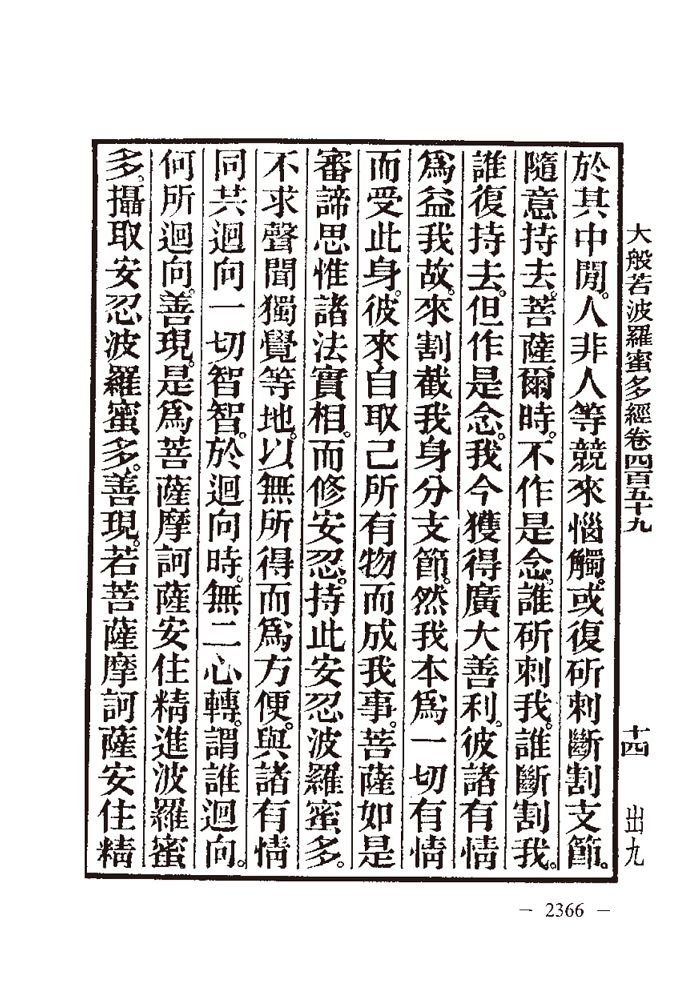 大般若波羅蜜多經卷四百五十九
十四
出九
於其中閒。人非人等競來惱觸。或復斫刺斷割支節。
隨意持去。菩薩爾時。不作是念。誰斫刺我。誰斷割我。
誰復持去。但作是念。我今獲得廣大善利。彼諸有情
爲益我故。來割截我身分支節。然我本爲一切有情
而受此身。彼來自取己所有物而成我事。菩薩如是
審諦思惟諸法實相。而修安忍。持此安忍波羅蜜多。
不求聲聞獨覺等地。以無所得而爲方便。與諸有情
同共迴向一切智智。於迴向時。無二心轉。謂誰迴向。
何所迴向。善現。是爲菩薩摩訶薩安住精進波羅蜜
多。攝取安忍波羅蜜多。善現。若菩薩摩訶薩安住精
— 2366 —